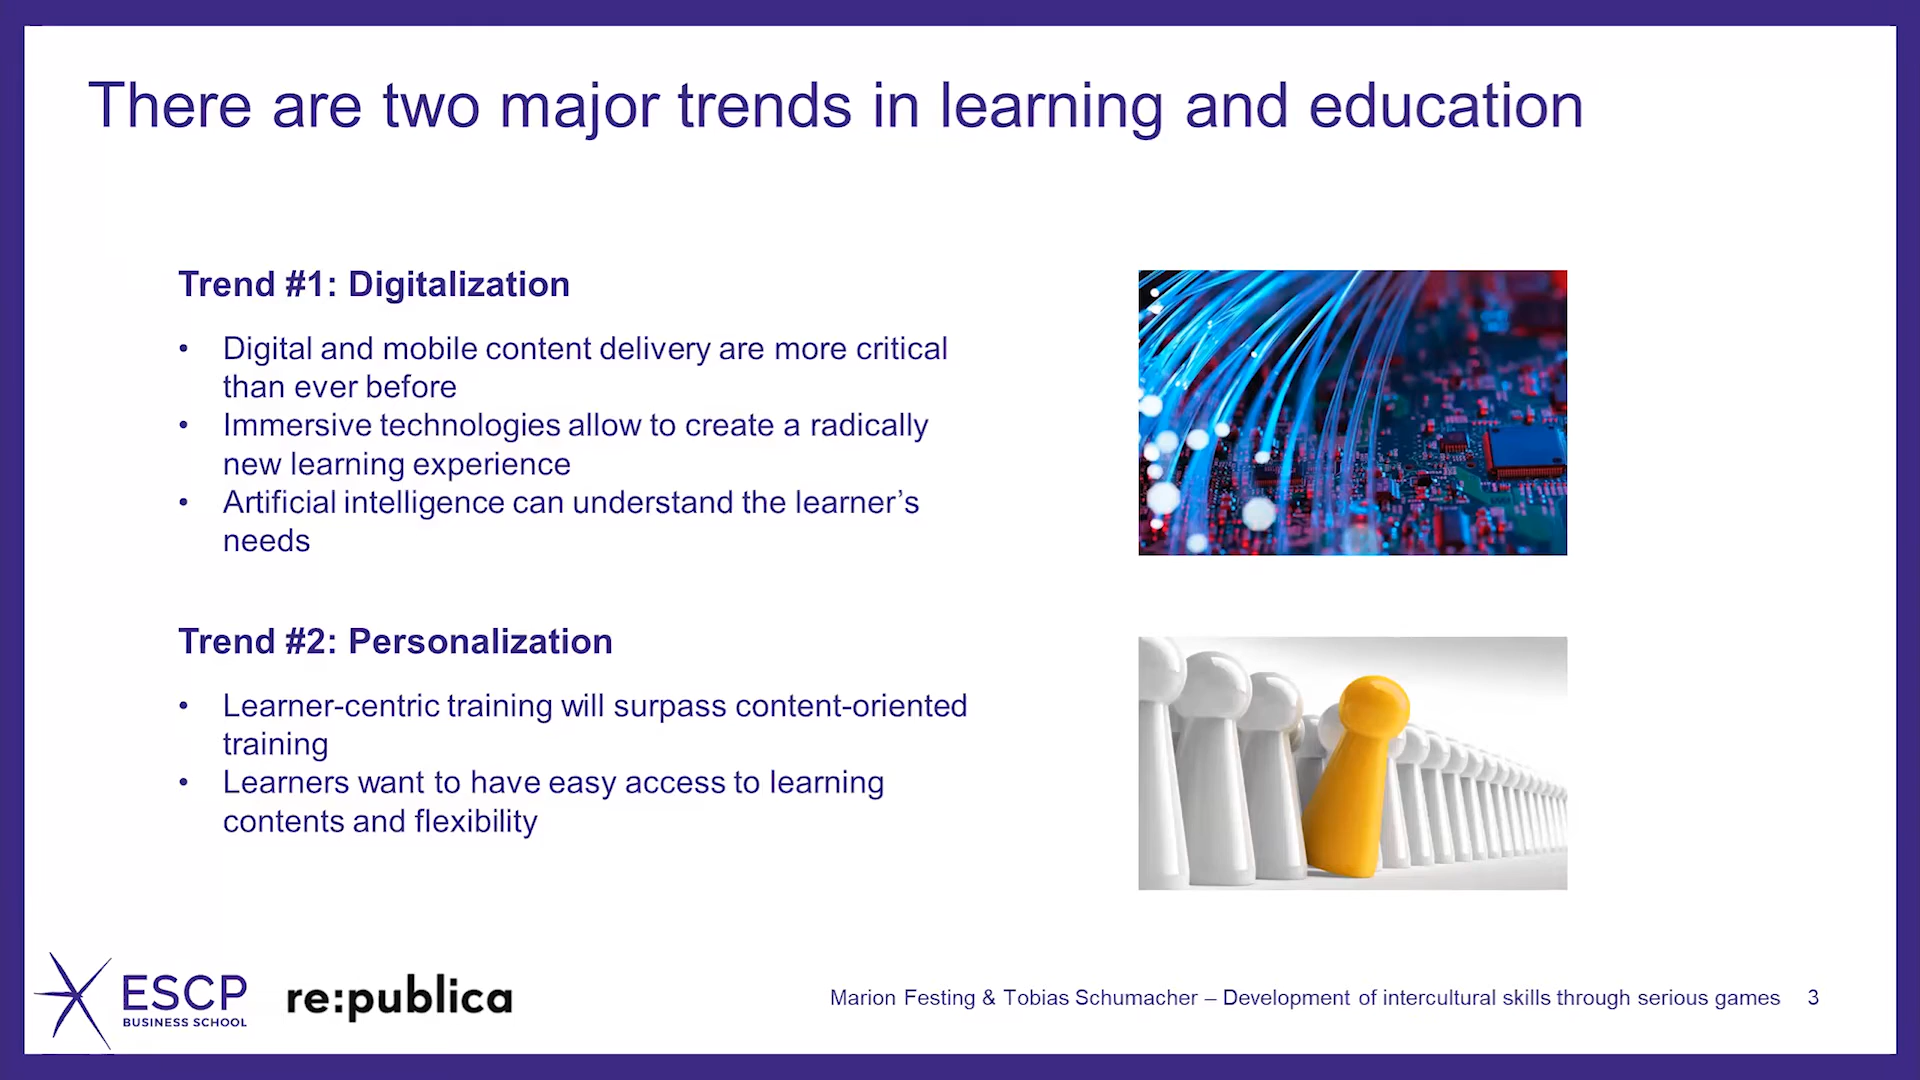 There are two major trends in learning and education
Trend #1: Digitalization
• Digital and mobile content delivery are more critical
than ever before
• Immersive technologies allow to create a radically
new learning experience
• Artificial intelligence can understand the learner’s
needs
Trend #2: Personalization
• Learner-centric training will surpass content-oriented
training
• Learners want to have easy access to learning
contents and flexibility
ESCP
BUSINESS SCHOOL
re:publica
Marion Festing & Tobias Schumacher – Development of intercultural skills through serious games 3